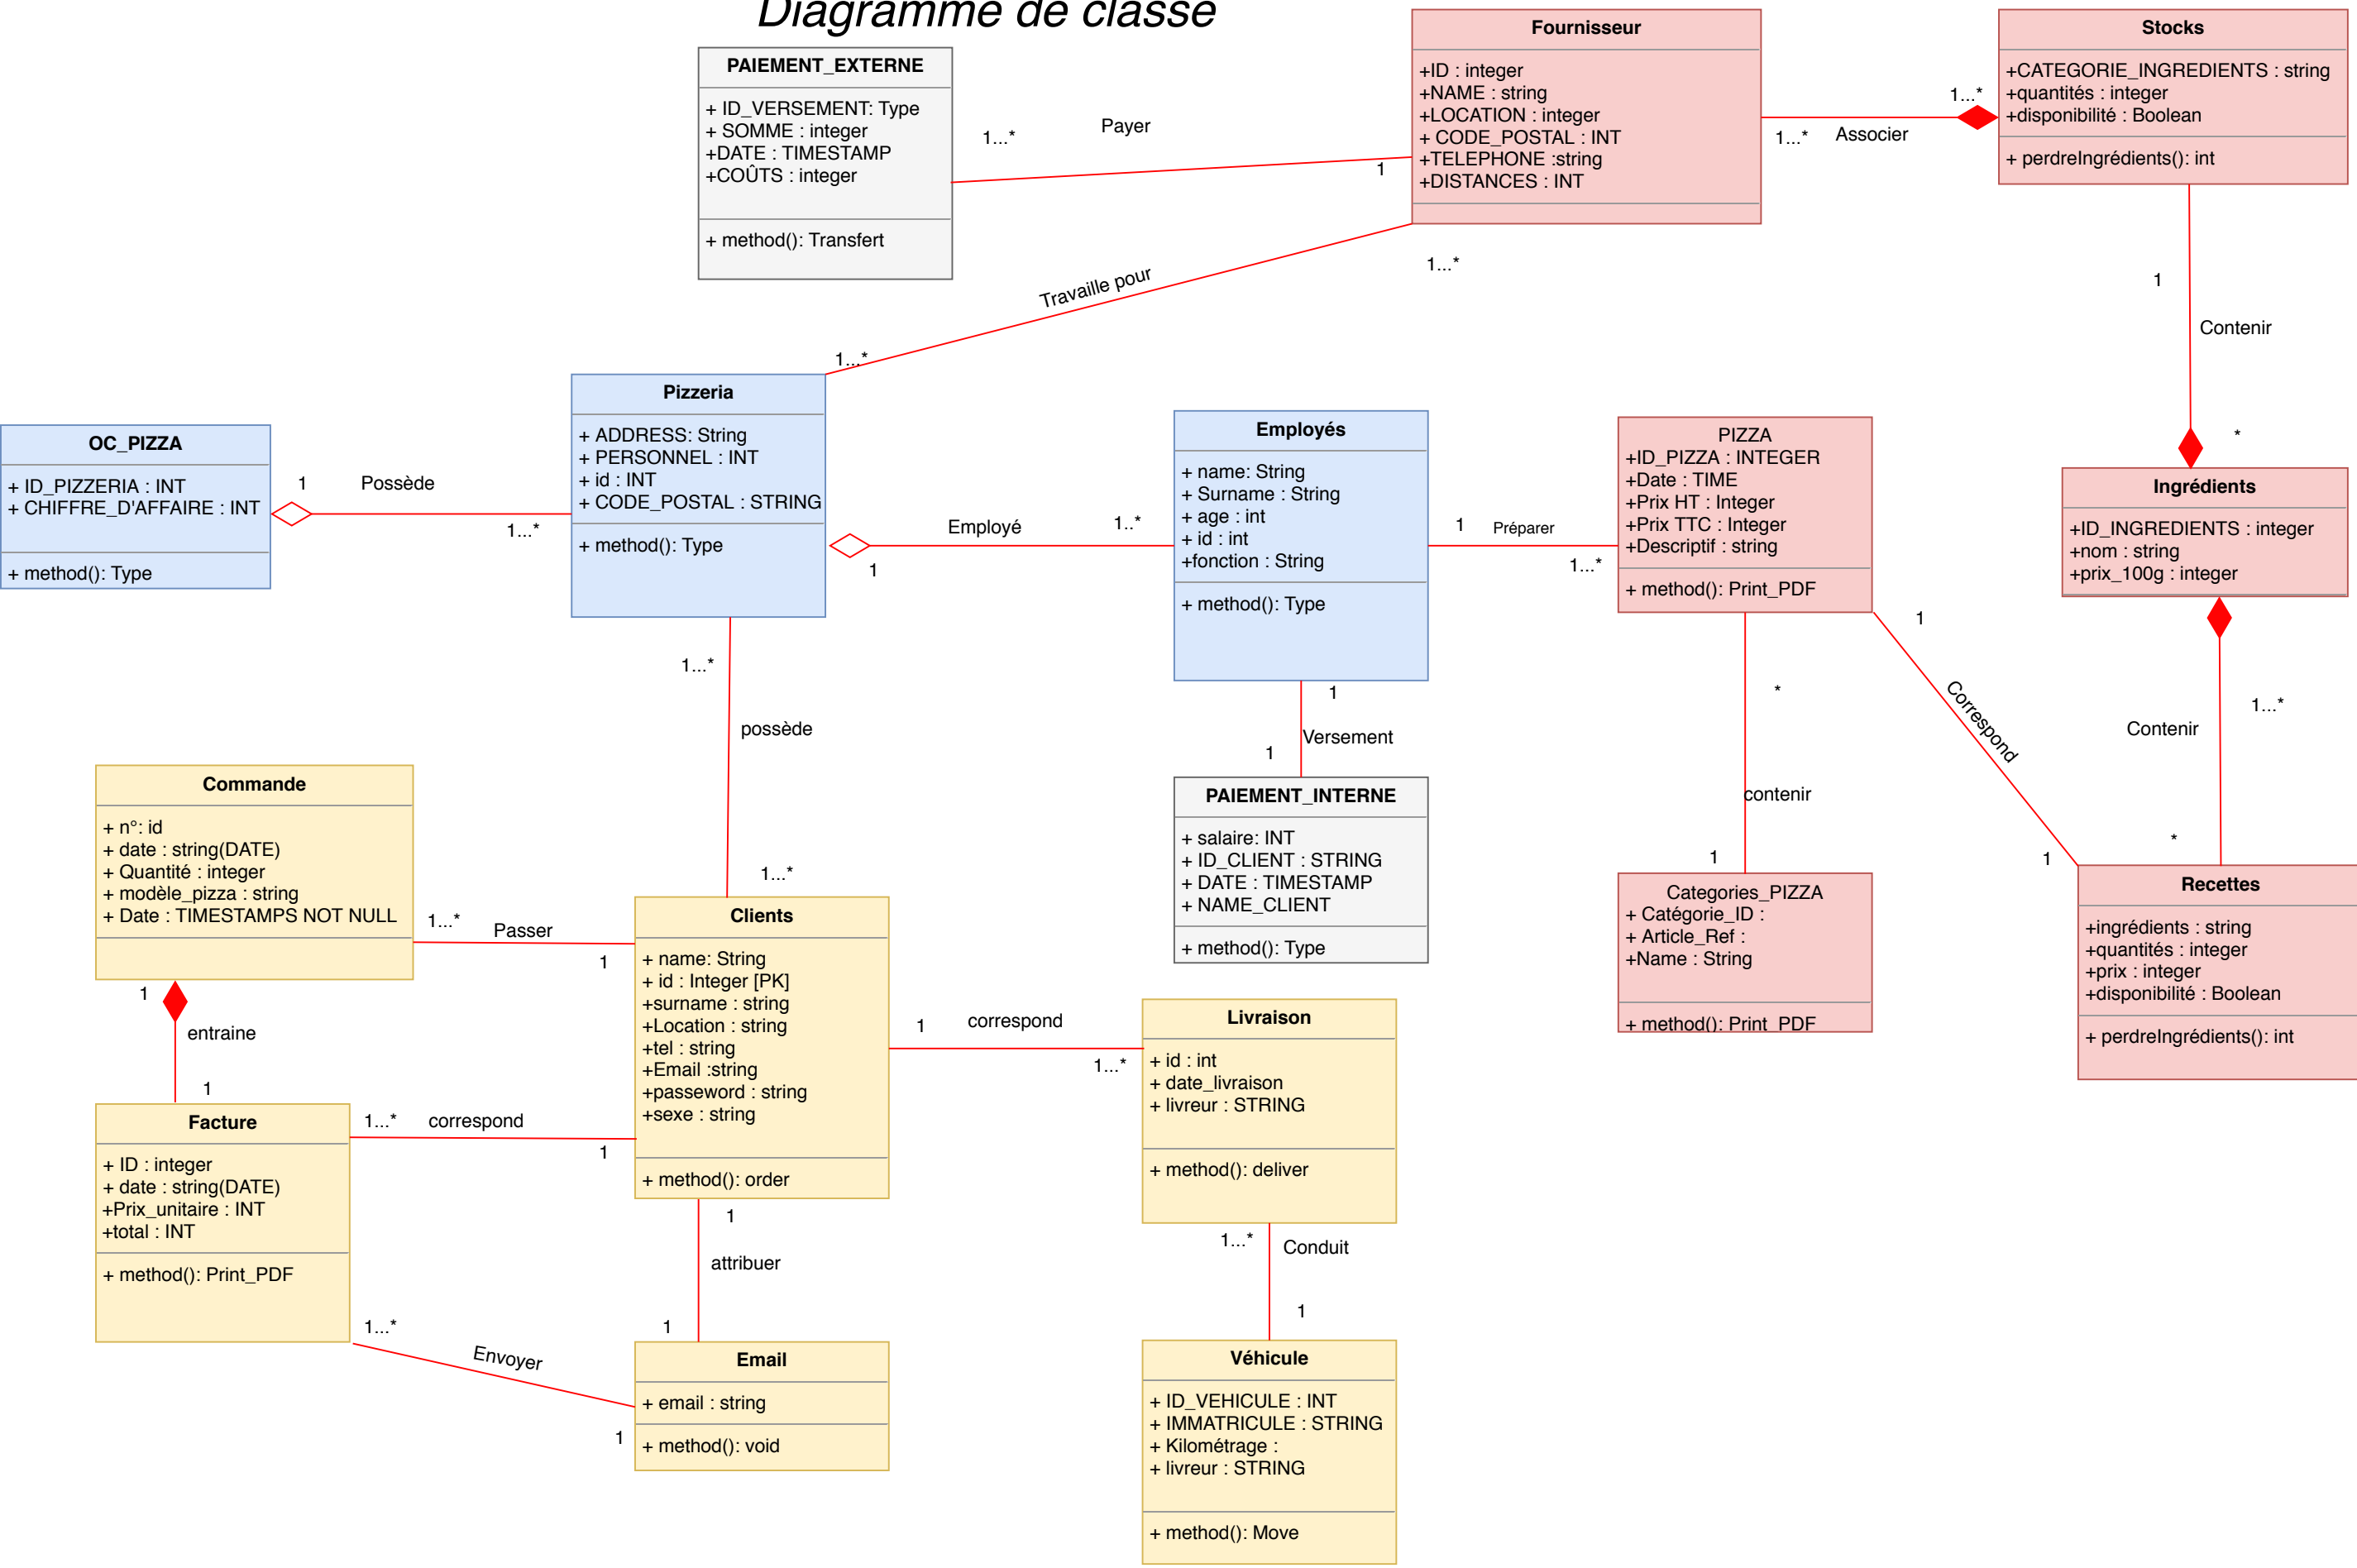 Diagramme de classe
PAIEMENT_EXTERNE
+ ID_VERSEMENT: Type
+ SOMME : integer
+DATE : TIMESTAMP
+COÛTS : integer
+ method(): Transfert
1...*
Payer
1
Fournisseur
+ID : integer
+NAME : string
+LOCATION : integer
+ CODE_POSTAL : INT
+TELEPHONE :string
+DISTANCES : INT
1...*
Associer
1...*
Stocks
+CATEGORIE_INGREDIENTS : string
+quantités : integer
+disponibilité : Boolean
+ perdreIngrédients(): int
1...*
Travaille pour
1...*
1
Contenir
*
OC_PIZZA
+ ID_PIZZERIA : INT
+ CHIFFRE_D'AFFAIRE : INT
+ method(): Type
1
Possède
1...*
Pizzeria
+ ADDRESS: String
+ PERSONNEL : INT
+ id : INT
+ CODE_POSTAL : STRING
+ method(): Type
1
Employé
1..*
Employés
+ name: String
+ Surname : String
+ age : int
+ id : int
+fonction : String
+ method(): Type
1
Préparer
1...*
PIZZA
+ID_PIZZA : INTEGER
+Date : TIME
+Prix HT : Integer
+Prix TTC : Integer
+Descriptif : string
+ method(): Print_PDF
Ingrédients
+ID_INGREDIENTS : integer
+nom : string
+prix_100g : integer
1...*
possède
1...*
1
Versement
1
*
contenir
1
1
Correspond
1
1...*
Contenir
*
PAIEMENT_INTERNE
+ salaire: INT
+ ID_CLIENT : STRING
+ DATE : TIMESTAMP
+ NAME_CLIENT
+ method(): Type
Categories_PIZZA
+ Catégorie_ID :
+ Article_Ref :
+Name : String
+ method(): Print_PDF
Recettes
+ingrédients : string
+quantités : integer
+prix : integer
+disponibilité : Boolean
+ perdreIngrédients(): int
Commande
+ n°: id
+ date : string(DATE)
+ Quantité : integer
+ modèle_pizza : string
+ Date : TIMESTAMPS NOT NULL
1...*
Passer
1
Clients
+ name: String
+ id : Integer [PK]
+surname : string
+Location : string
+tel : string
+Email :string
+passeword : string
+sexe : string
+ method(): order
1
correspond
1...*
Livraison
+ id : int
+ date_livraison
+ livreur : STRING
+ method(): deliver
1
entraine
1
Facture
+ ID : integer
+ date : string(DATE)
+Prix_unitaire : INT
+total : INT
+ method(): Print_PDF
1...*
correspond
1
1
attribuer
1
1...*
Envoyer
1
Email
+ email : string
+ method(): void
1...*
Conduit
1
Véhicule
+ ID_VEHICULE : INT
+ IMMATRICULE : STRING
+ Kilométrage :
+ livreur : STRING
+ method(): Move